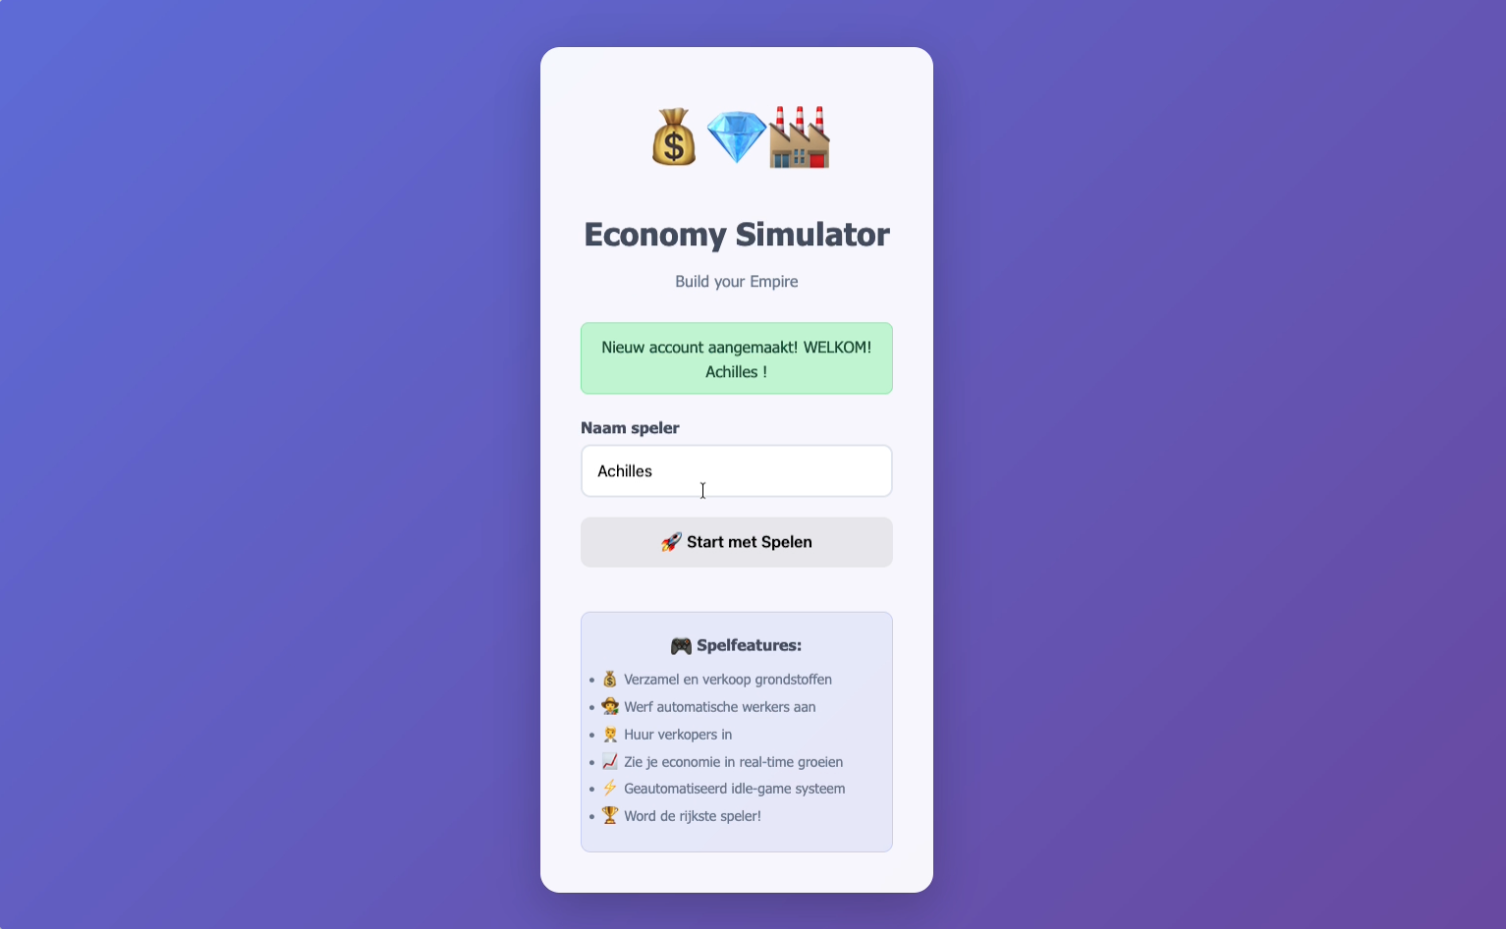 Economy Simulator
Build your Empire
Nieuw account aangemaakt! WELKOM!
Achilles !
Naam speler
Achilles
🚀 Start met Spelen
🎮 Spelfeatures:
• 💰 Verzamel en verkoop grondstoffen
• 🧑‍🌾 Werf automatische werkers aan
• 🤵 Huur verkopers in
• 📈 Zie je economie in real-time groeien
• ⚡ Geautomatiseerd idle-game systeem
• 🏆 Word de rijkste speler!